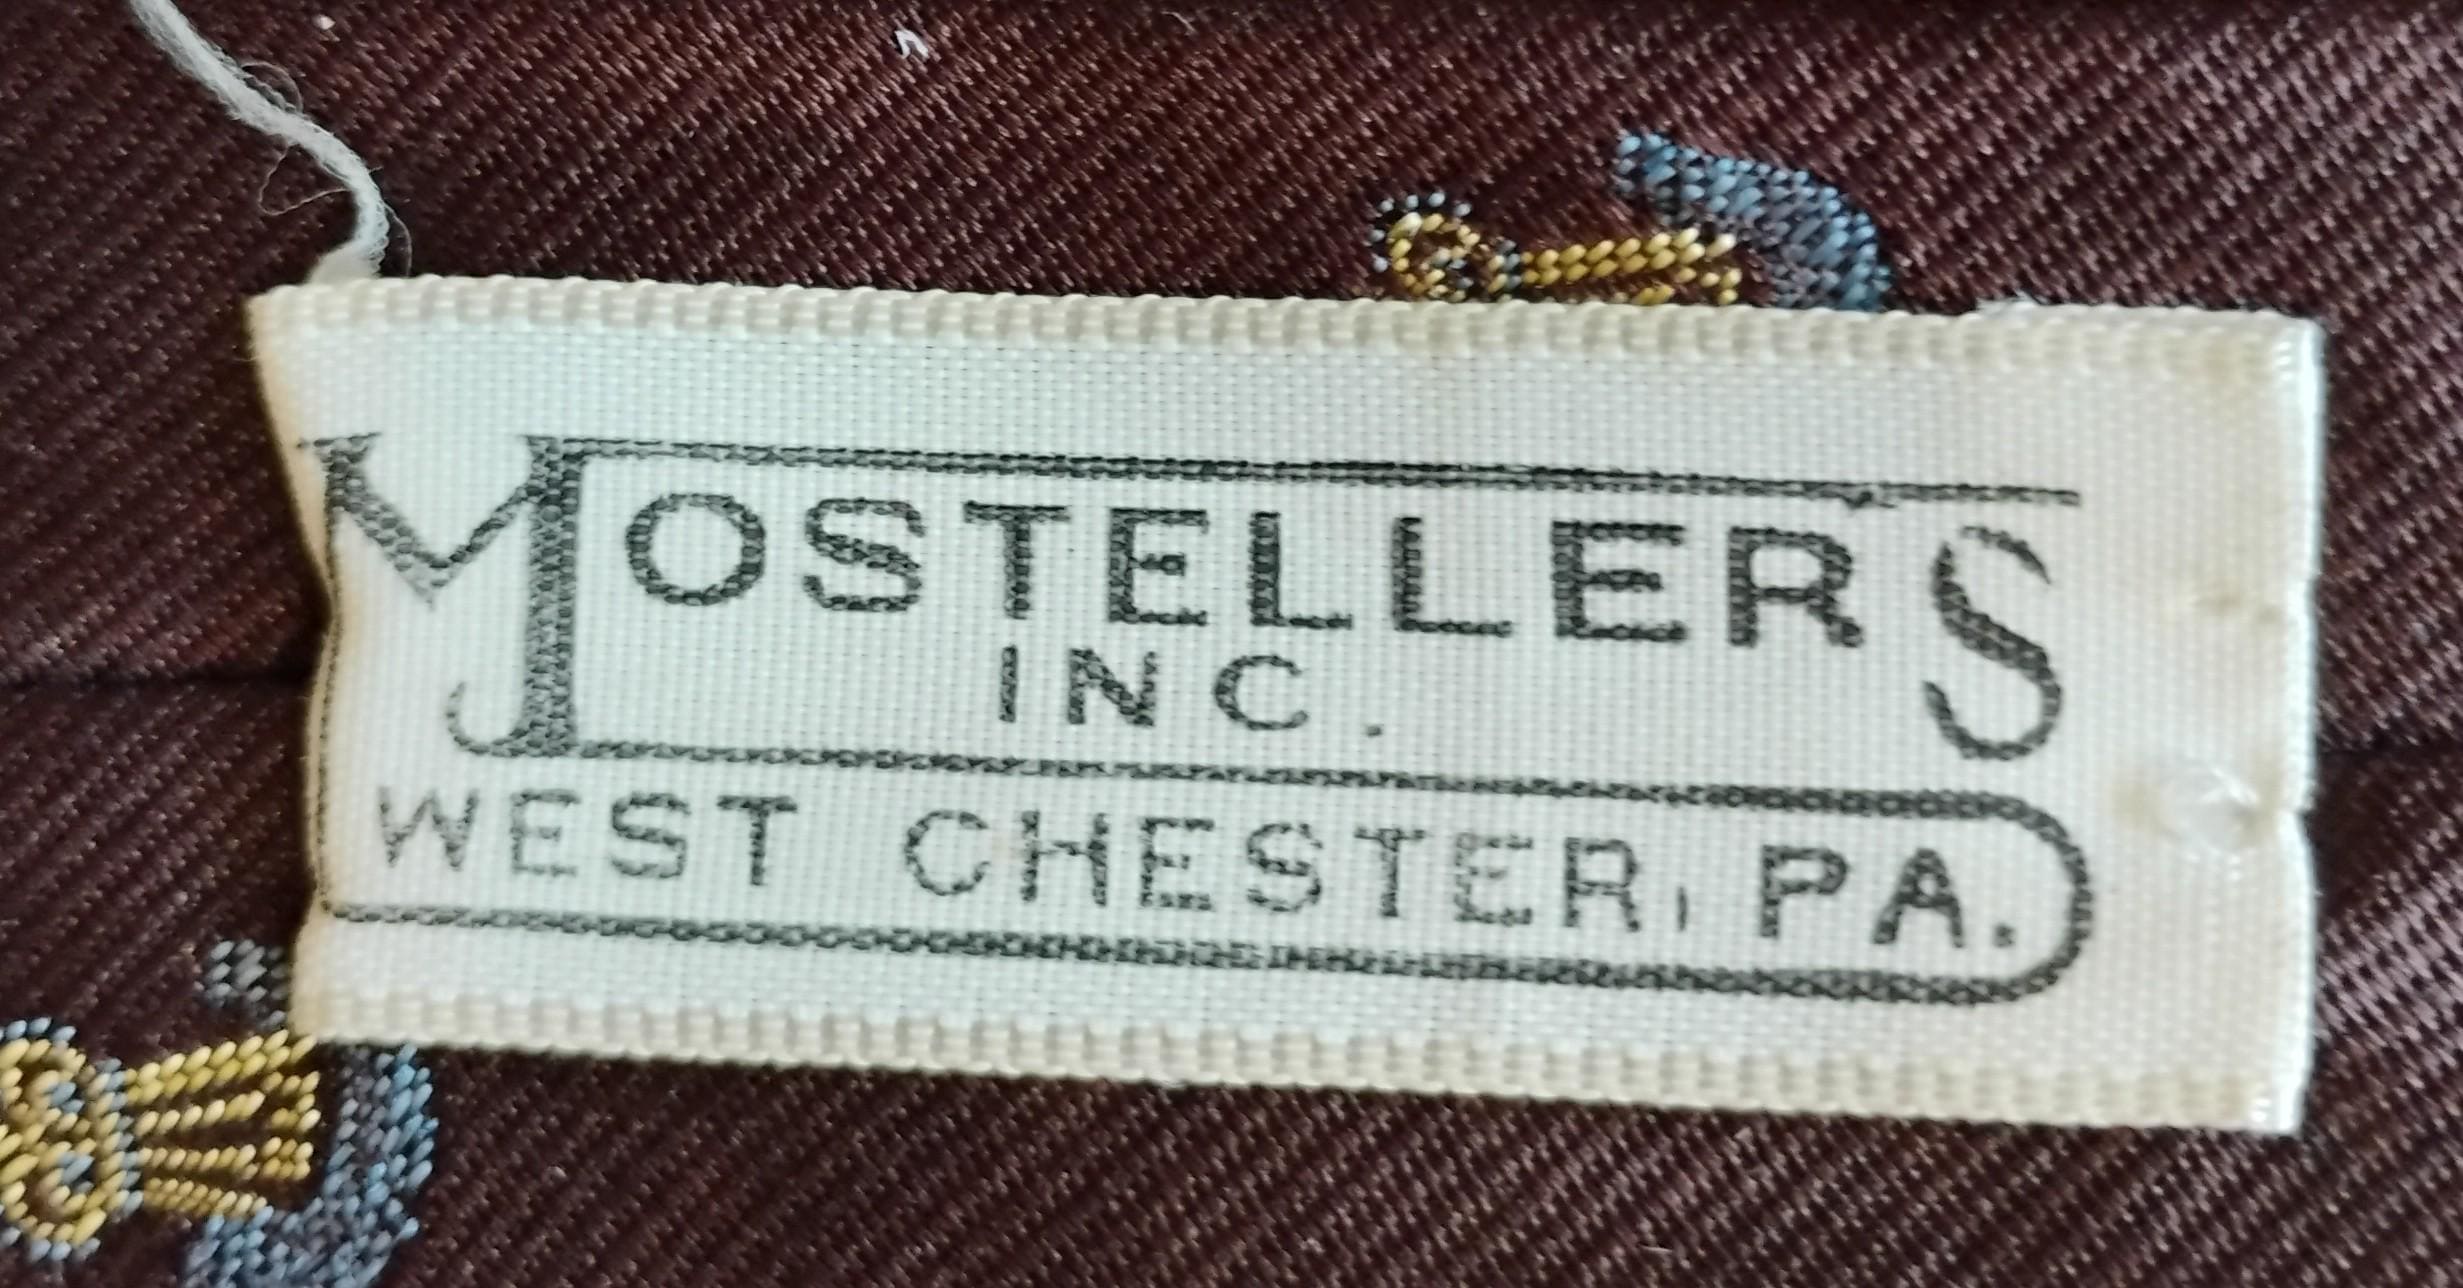 MOSTELLERS
INC.
WEST CHESTER, PA.